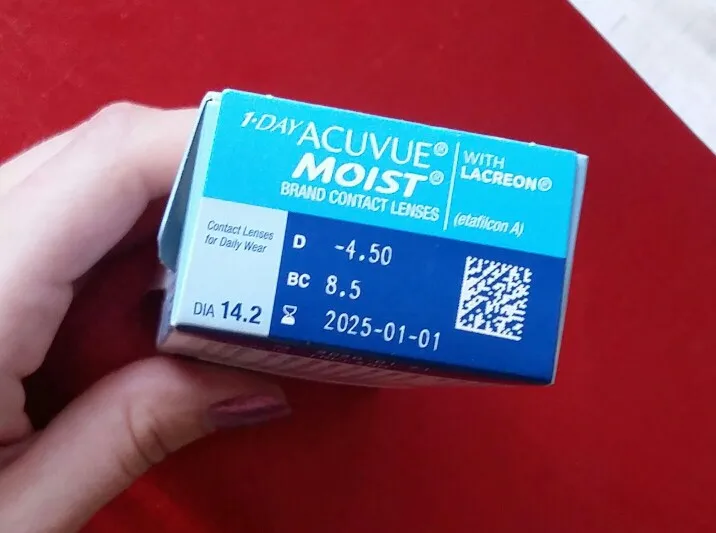 1·DAY ACUVUE®
MOIST®
BRAND CONTACT LENSES
WITH
LACREON®
(etafilcon A)
Contact Lenses
for Daily Wear
DIA 14.2
D -4.50
BC 8.5
2025-01-01